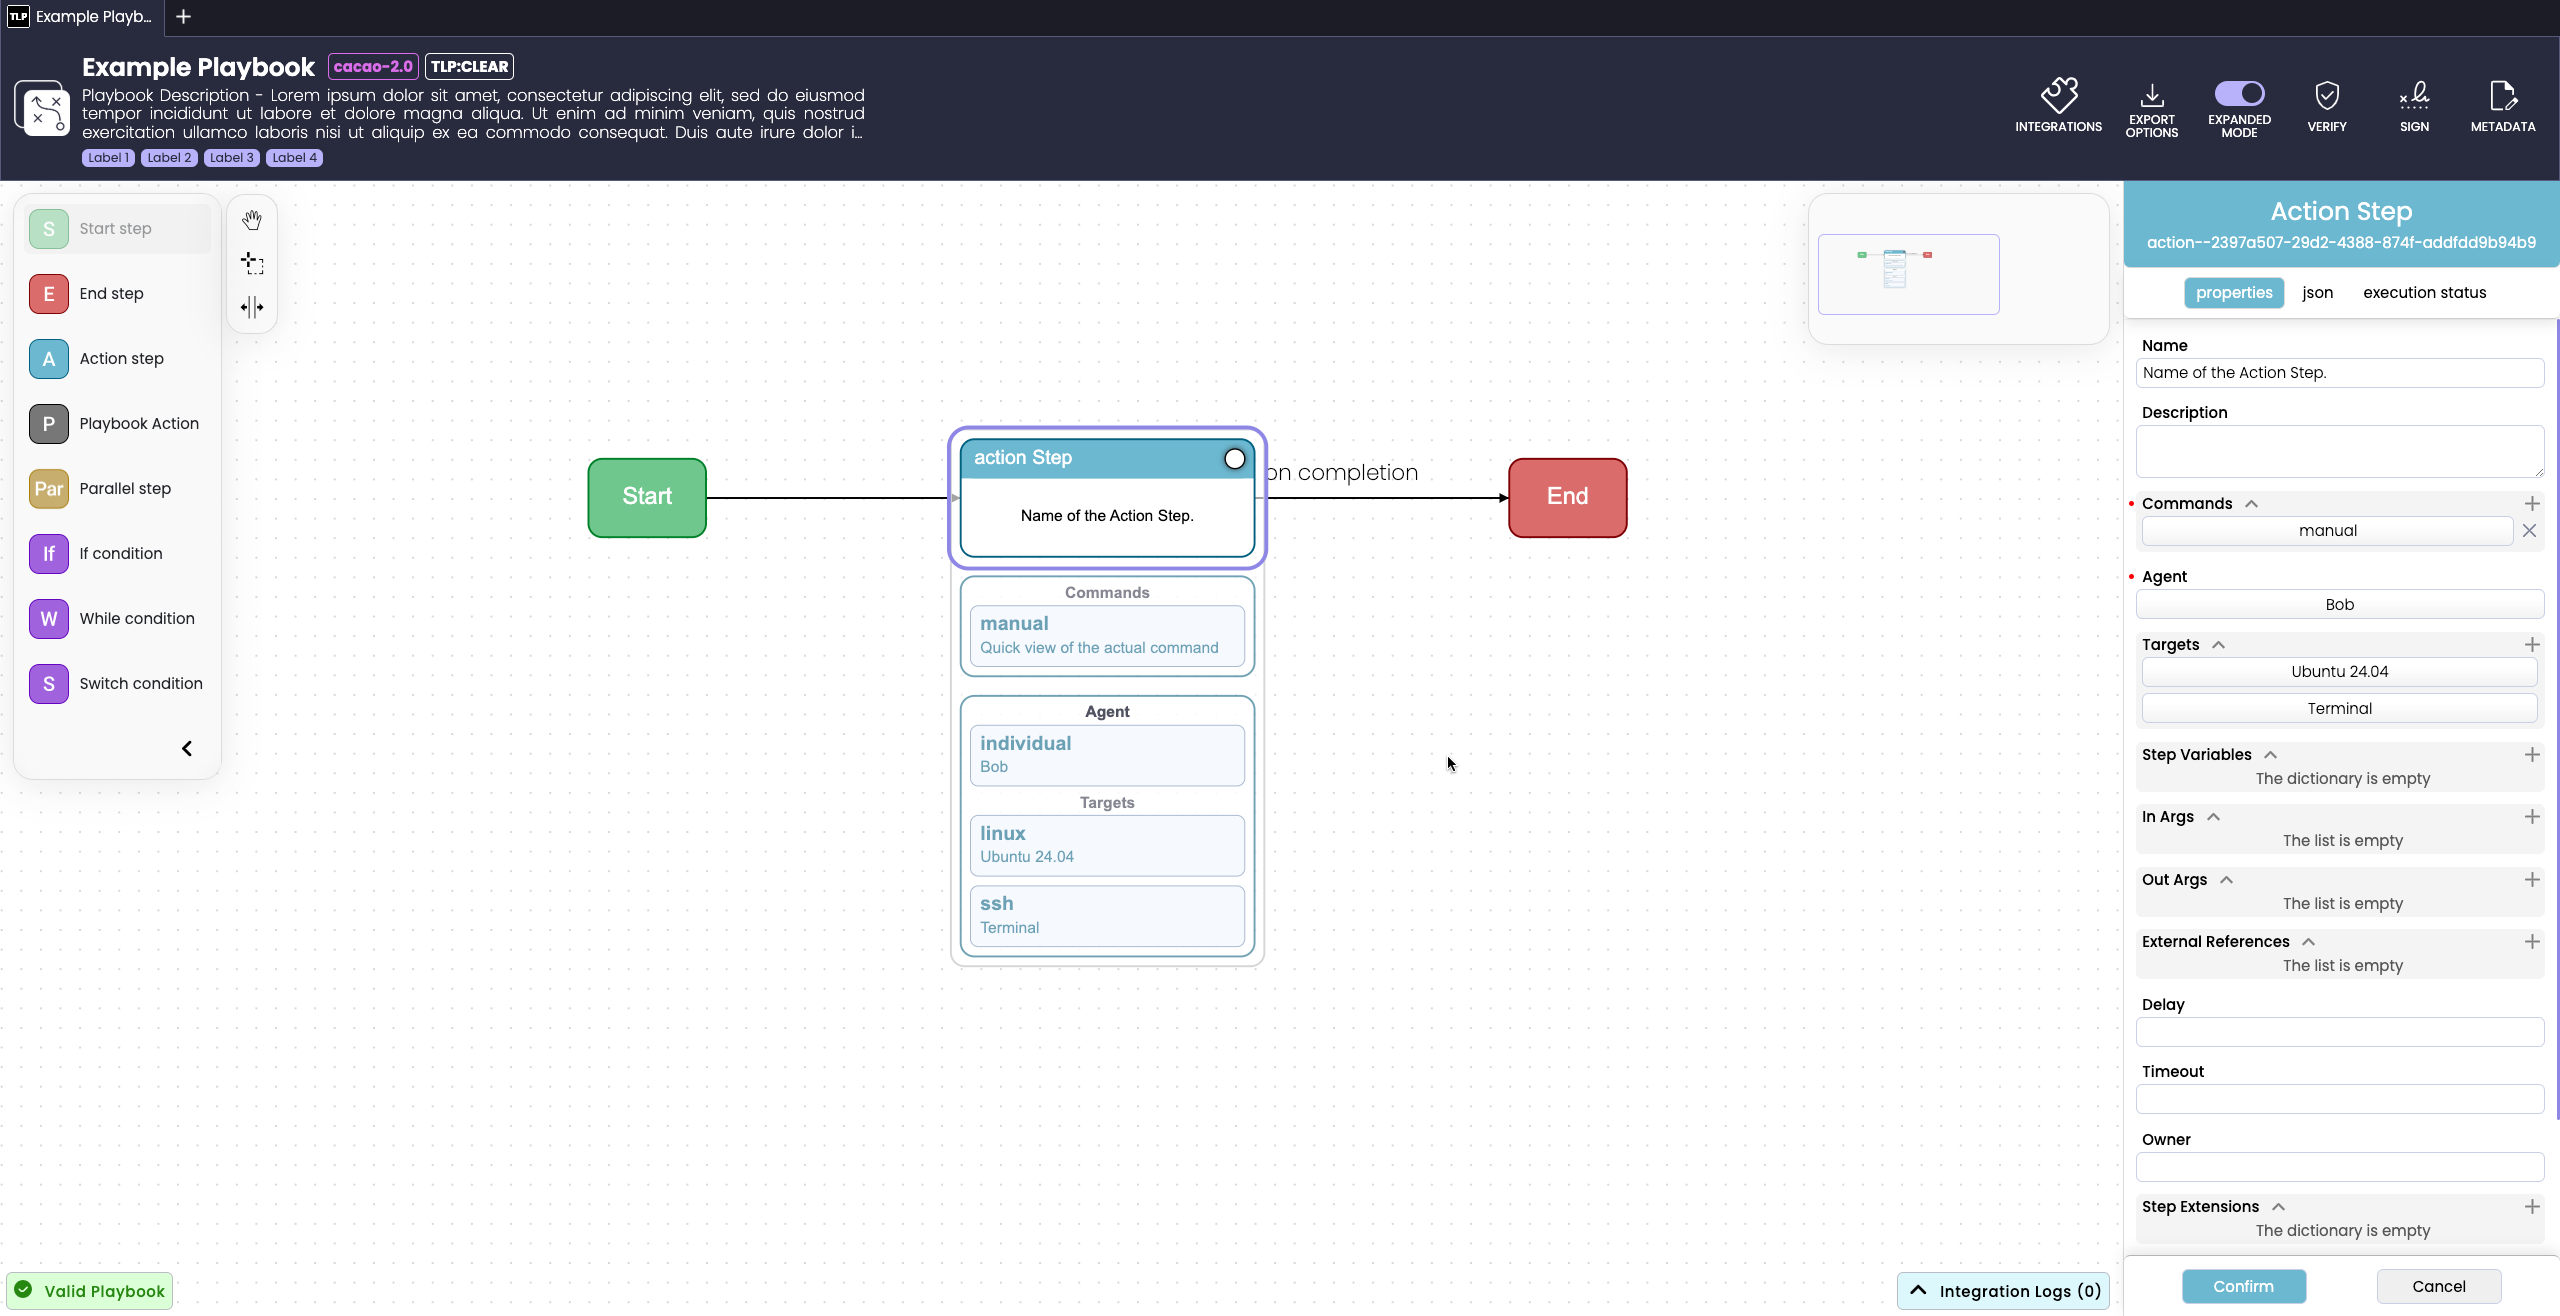 TLP Example Playb...
Example Playbook cacao-2.0 TLP:CLEAR
Playbook Description - Lorem ipsum dolor sit amet, consectetur adipiscing elit, sed do eiusmod
tempor incididunt ut labore et dolore magna aliqua. Ut enim ad minim veniam, quis nostrud
exercitation ullamco laboris nisi ut aliquip ex ea commodo consequat. Duis aute irure dolor i...
Label 1 Label 2 Label 3 Label 4
INTEGRATIONS
EXPORT
OPTIONS
EXPANDED
MODE
VERIFY
SIGN
METADATA
S Start step
E End step
A Action step
P Playbook Action
Par Parallel step
If If condition
W While condition
S Switch condition
Start
action Step
Name of the Action Step.
on completion
End
Commands
manual
Quick view of the actual command
Agent
individual
Bob
Targets
linux
Ubuntu 24.04
ssh
Terminal
Valid Playbook
Integration Logs (0)
Action Step
action--2397a507-29d2-4388-874f-addfdd9b94b9
properties json execution status
Name
Name of the Action Step.
Description
Commands
manual
Agent
Bob
Targets
Ubuntu 24.04
Terminal
Step Variables
The dictionary is empty
In Args
The list is empty
Out Args
The list is empty
External References
The list is empty
Delay
Timeout
Owner
Step Extensions
The dictionary is empty
Confirm Cancel